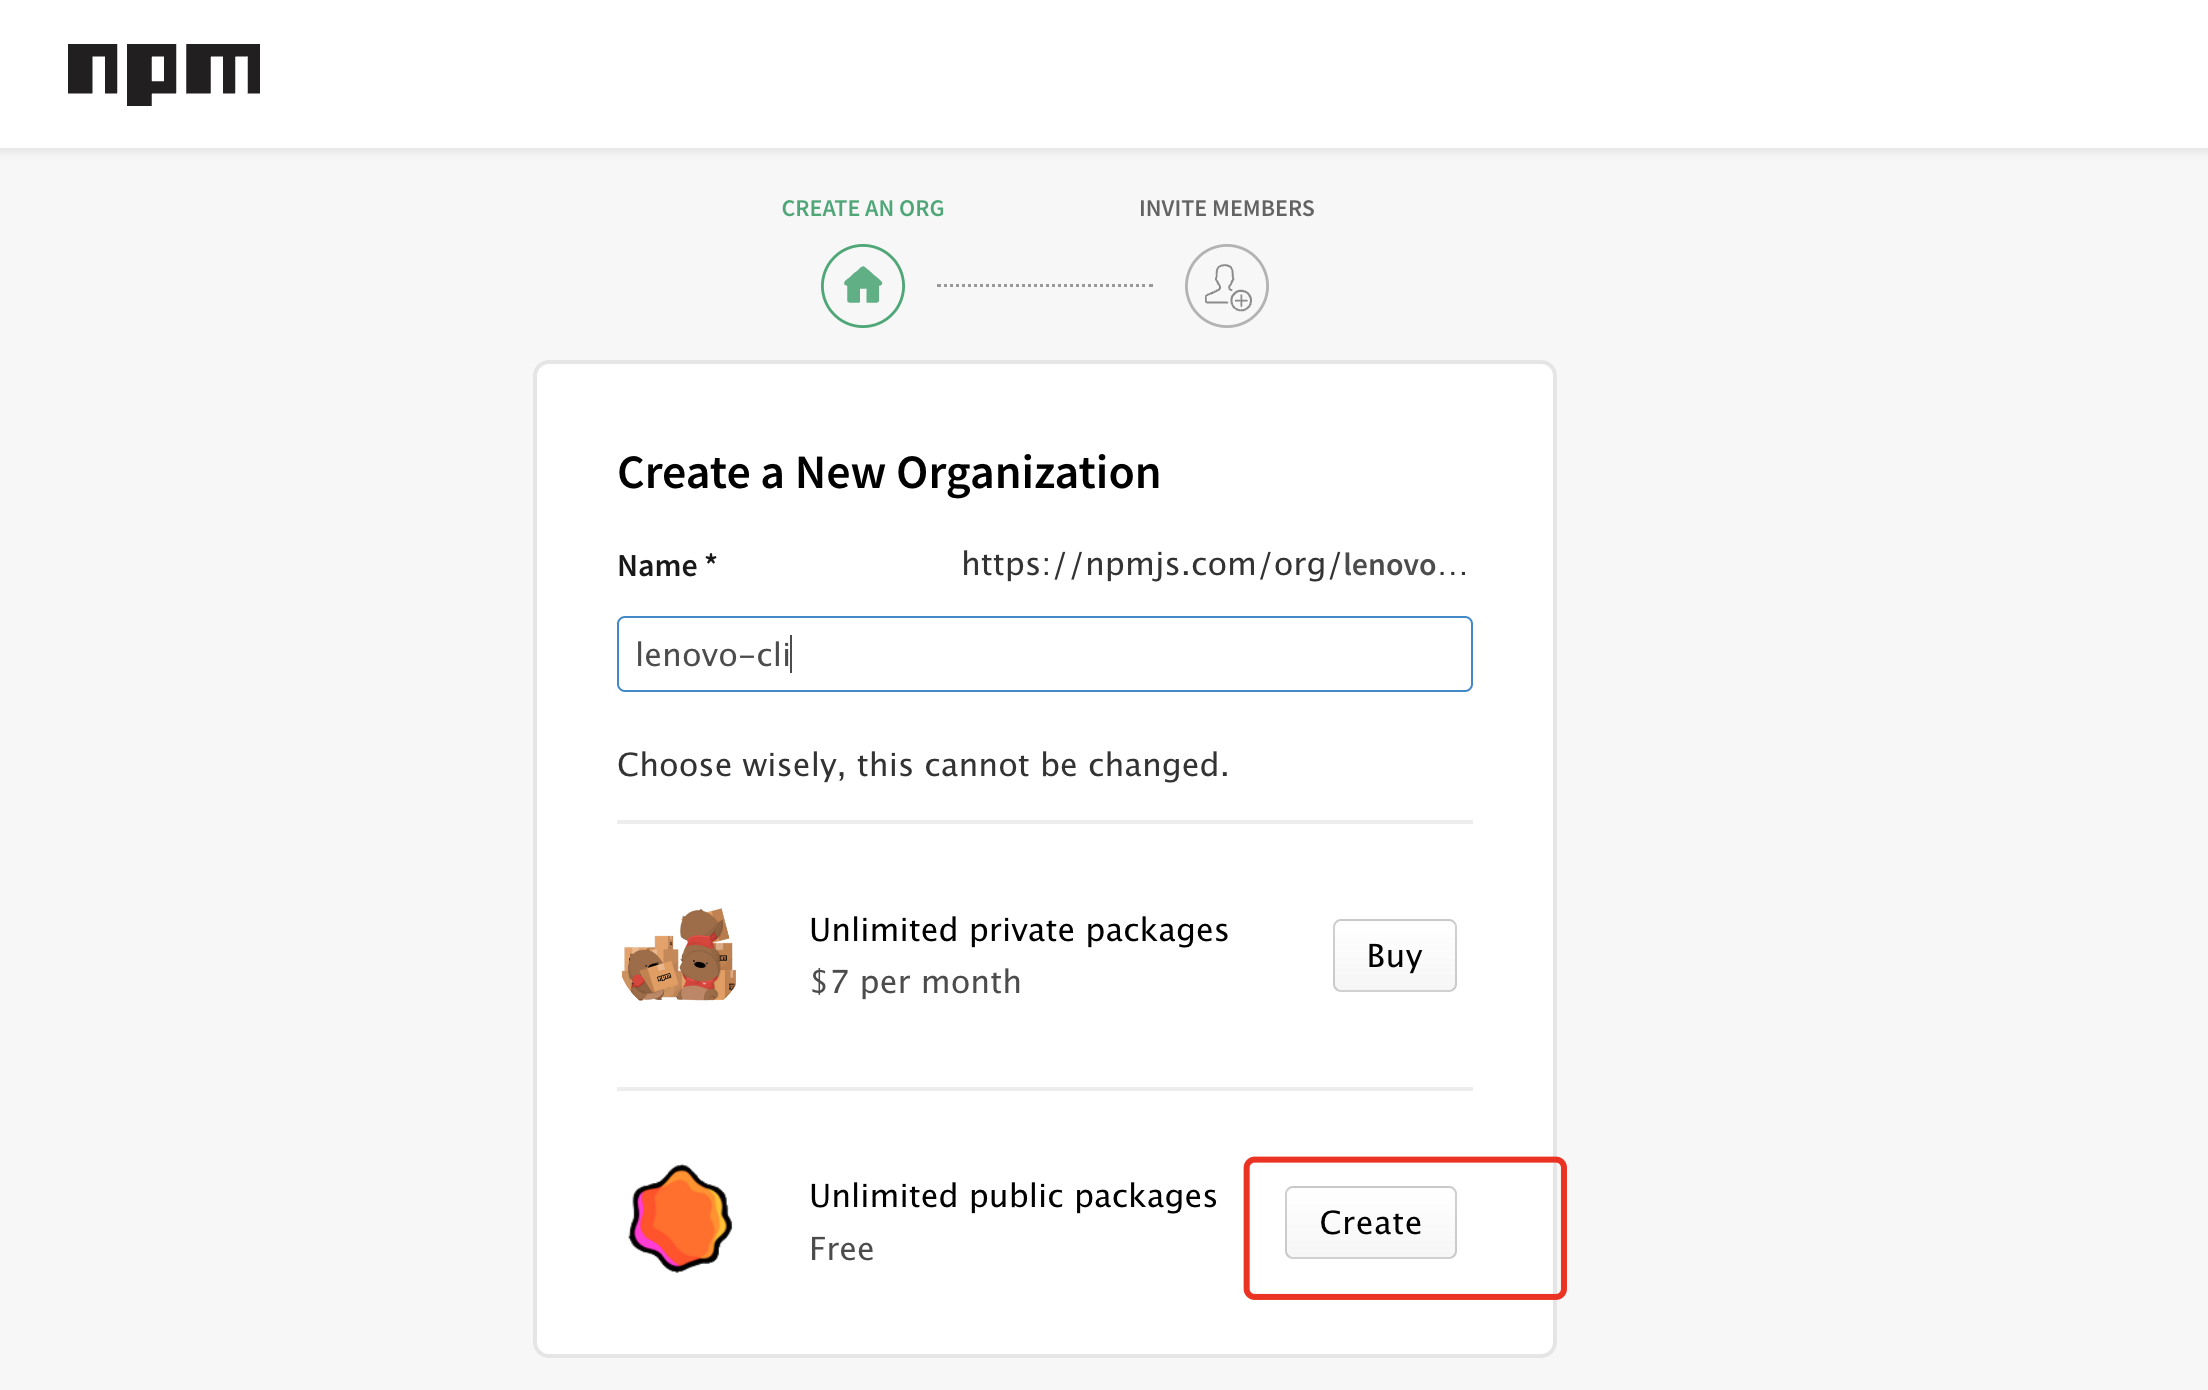 npm
CREATE AN ORG
INVITE MEMBERS
Create a New Organization
Name *
https://npmjs.com/org/lenovo...
lenovo-cli
Choose wisely, this cannot be changed.
Unlimited private packages
$7 per month
Buy
Unlimited public packages
Free
Create